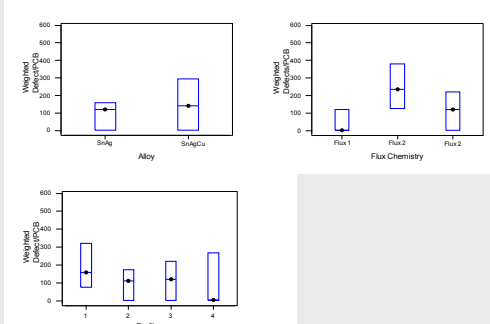 600
500
400
300
200
100
0
Weighted
Defect/PCB
SnAg
SnAgCu
Alloy
600
500
400
300
200
100
0
Weighted
Defects/PCB
Flux 1
Flux 2
Flux 2
Flux Chemistry
600
500
400
300
200
100
0
Weighted
Defect/PCB
1
2
3
4